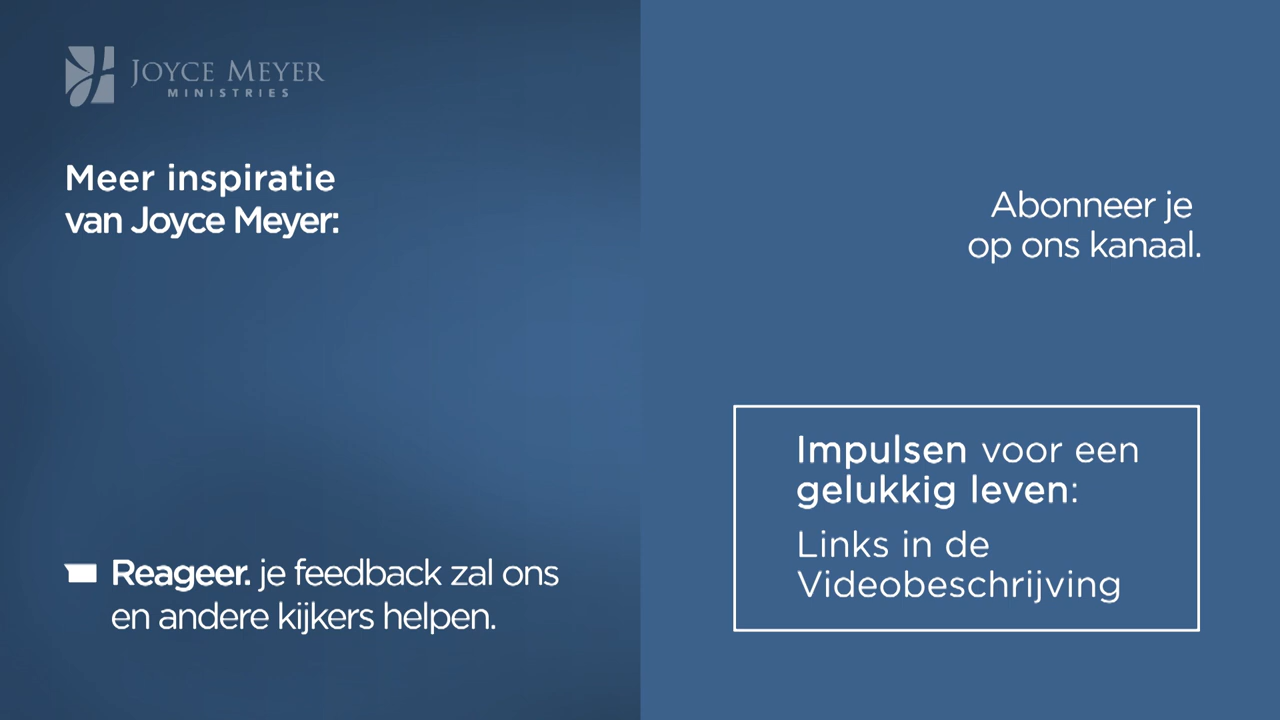 JOYCE MEYER
MINISTRIES
Meer inspiratie
van Joyce Meyer:
Abonneer je
op ons kanaal.
Impulsen voor een
gelukkig leven:
Links in de
Videobeschrijving
Reageer. je feedback zal ons
en andere kijkers helpen.